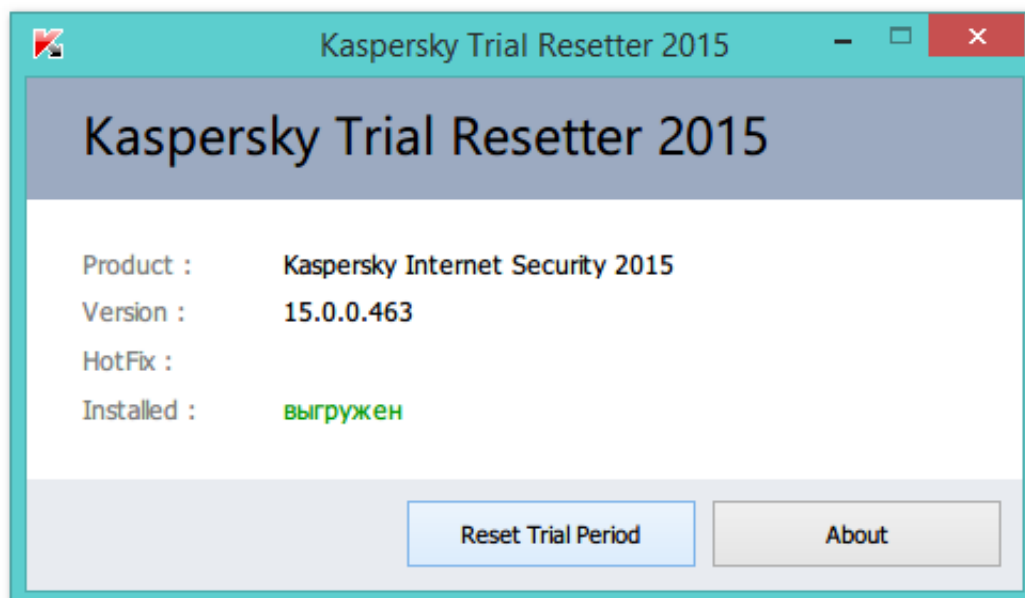 Kaspersky Trial Resetter 2015
Kaspersky Trial Resetter 2015
Product : Kaspersky Internet Security 2015
Version : 15.0.0.463
HotFix :
Installed : выгружен
Reset Trial Period About